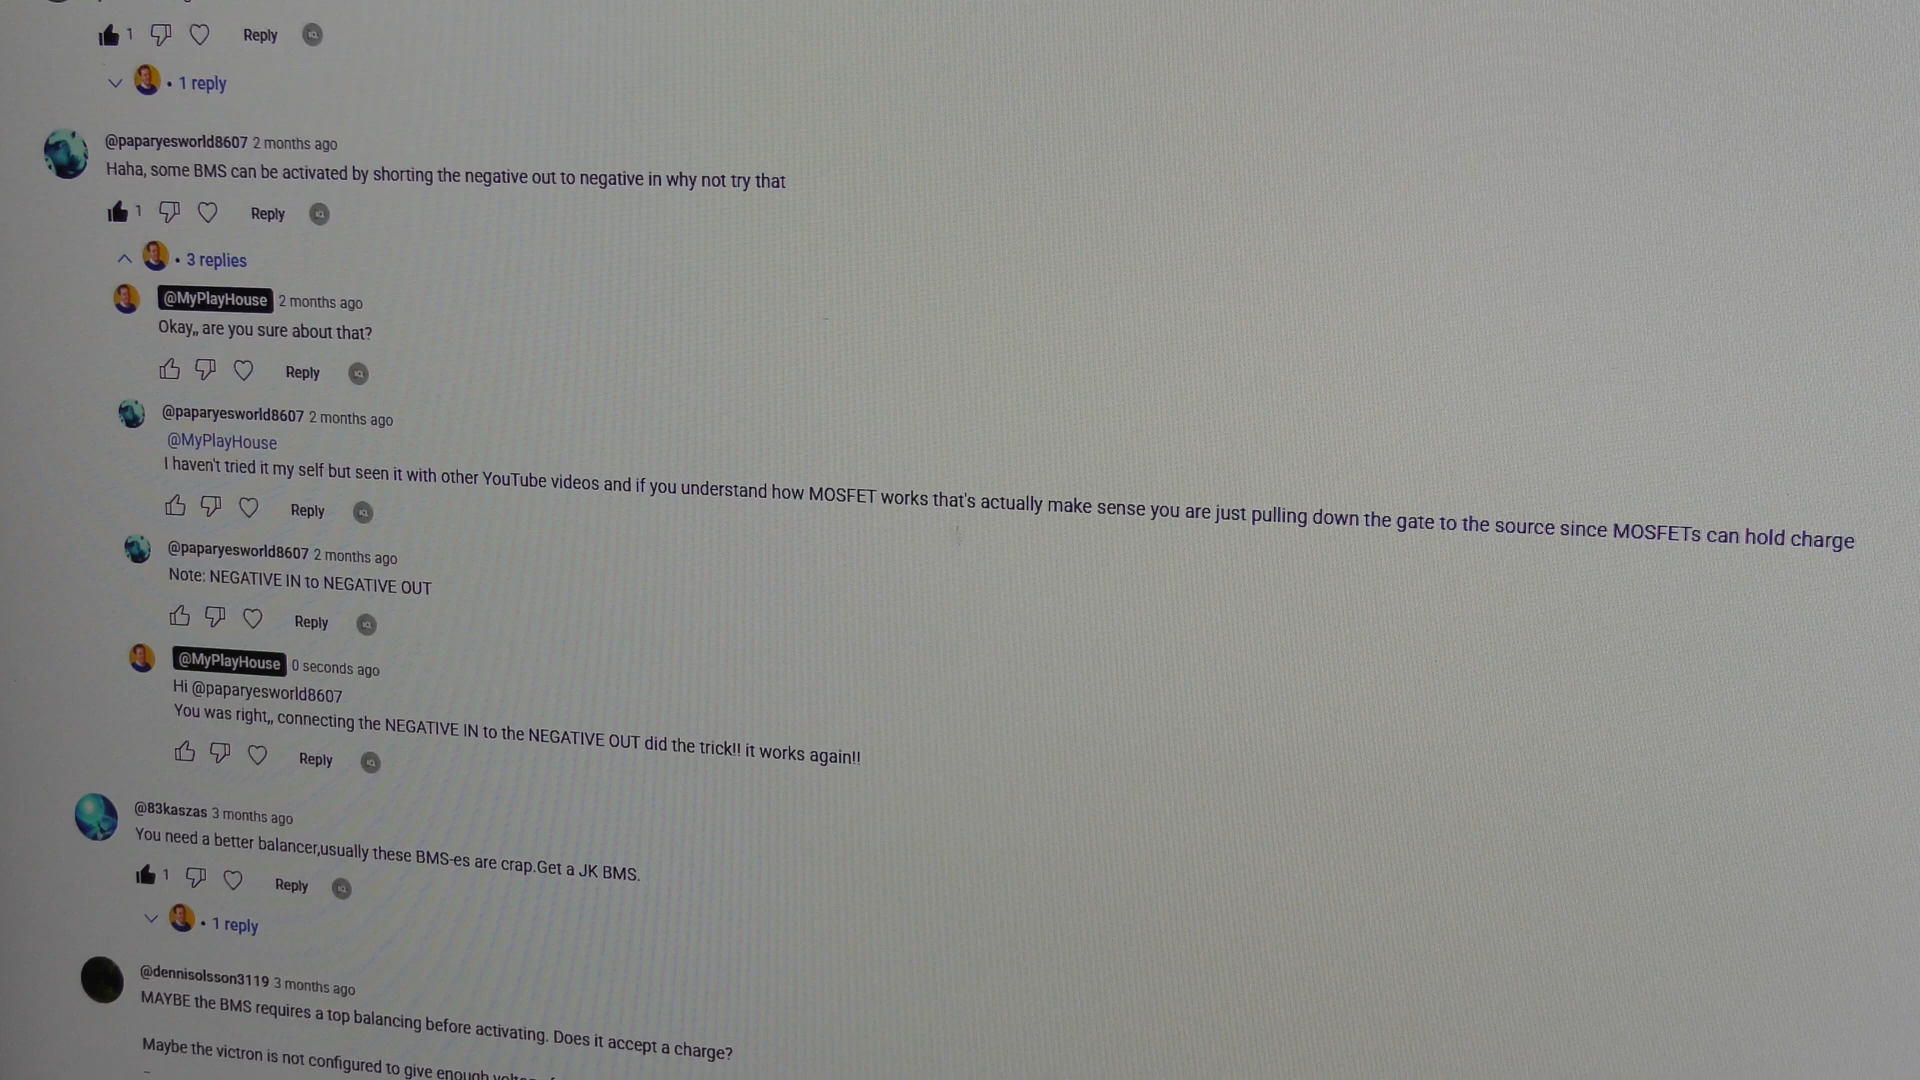 1 Reply
1 reply
@paparyesworld8607 2 months ago
Haha, some BMS can be activated by shorting the negative out to negative in why not try that
1 Reply
3 replies
@MyPlayHouse 2 months ago
Okay,, are you sure about that?
Reply
@paparyesworld8607 2 months ago
@MyPlayHouse
I haven't tried it my self but seen it with other YouTube videos and if you understand how MOSFET works that's actually make sense you are just pulling down the gate to the source since MOSFETs can hold charge
Reply
@paparyesworld8607 2 months ago
Note: NEGATIVE IN to NEGATIVE OUT
Reply
@MyPlayHouse 0 seconds ago
Hi @paparyesworld8607
You was right,, connecting the NEGATIVE IN to the NEGATIVE OUT did the trick!! it works again!!
Reply
@83kaszas 3 months ago
You need a better balancer,usually these BMS-es are crap.Get a JK BMS.
1 Reply
1 reply
@dennisolsson3119 3 months ago
MAYBE the BMS requires a top balancing before activating. Does it accept a charge?
Maybe the victron is not configured to give enough